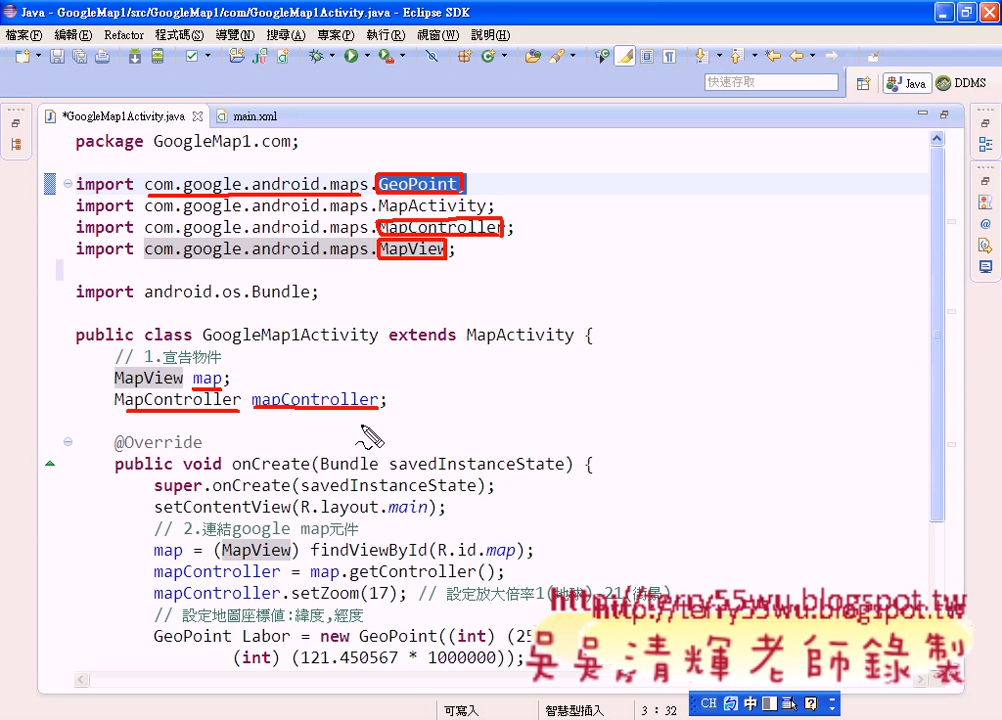 Java - GoogleMap1/src/GoogleMap1/com/GoogleMap1Activity.java - Eclipse SDK
檔案(F) 編輯(E) Refactor 程式碼(S) 導覽(N) 搜尋(A) 專案(P) 執行(R) 視窗(W) 說明(H)
快速存取 Java DDMS
*GoogleMap1Activity.java main.xml
package GoogleMap1.com;
import com.google.android.maps.GeoPoint;
import com.google.android.maps.MapActivity;
import com.google.android.maps.MapController;
import com.google.android.maps.MapView;
import android.os.Bundle;
public class GoogleMap1Activity extends MapActivity {
// 1.宣告物件
MapView map;
MapController mapController;
@Override
public void onCreate(Bundle savedInstanceState) {
super.onCreate(savedInstanceState);
setContentView(R.layout.main);
// 2.連結google map元件
map = (MapView) findViewById(R.id.map);
mapController = map.getController();
mapController.setZoom(17); // 設定放大倍率1(地球)-21(街景)
http://terry55wu.blogspot.tw
// 設定地圖座標值:緯度,經度
GeoPoint Labor = new GeoPoint((int) (25
(int) (121.450567 * 1000000));
吳清輝老師錄製
可寫入 智慧型插入 3 : 32
CH 中